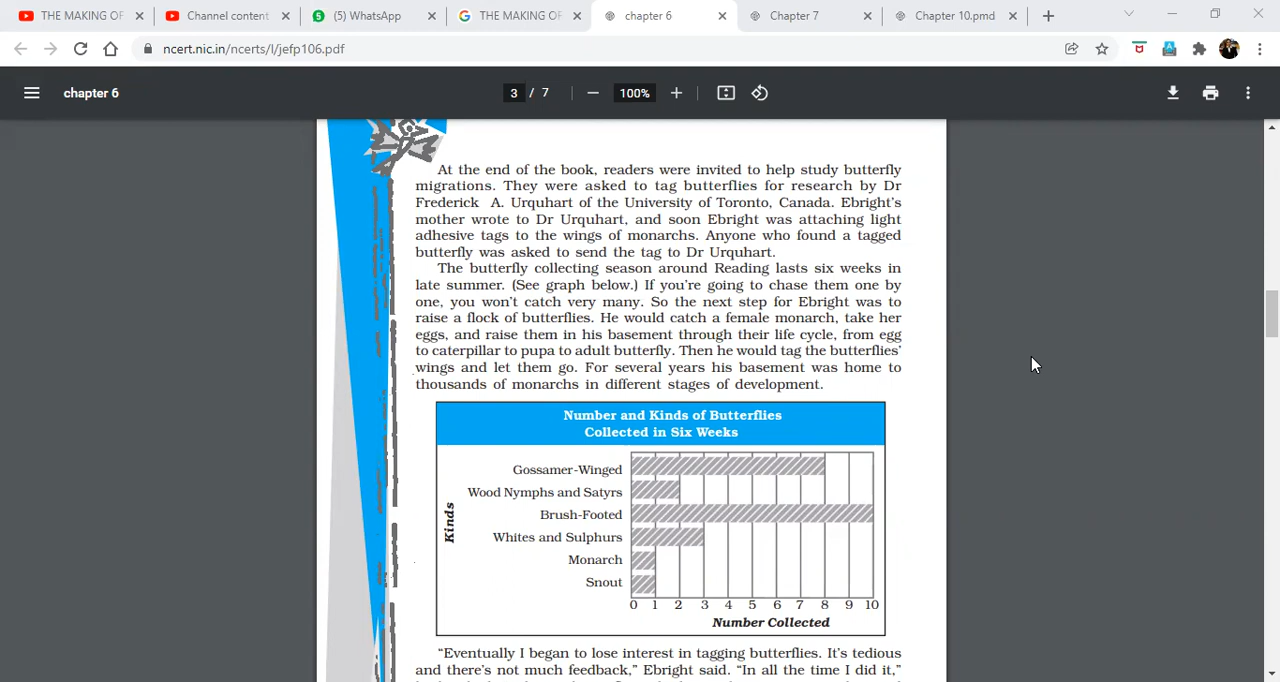 THE MAKING OF
Channel content
(5) WhatsApp
THE MAKING OF
chapter 6
Chapter 7
Chapter 10.pmd
ncert.nic.in/ncerts/l/jefp106.pdf
chapter 6
3 / 7
100%
At the end of the book, readers were invited to help study butterfly
migrations. They were asked to tag butterflies for research by Dr
Frederick A. Urquhart of the University of Toronto, Canada. Ebright's
mother wrote to Dr Urquhart, and soon Ebright was attaching light
adhesive tags to the wings of monarchs. Anyone who found a tagged
butterfly was asked to send the tag to Dr Urquhart.
The butterfly collecting season around Reading lasts six weeks in
late summer. (See graph below.) If you're going to chase them one by
one, you won't catch very many. So the next step for Ebright was to
raise a flock of butterflies. He would catch a female monarch, take her
eggs, and raise them in his basement through their life cycle, from egg
to caterpillar to pupa to adult butterfly. Then he would tag the butterflies'
wings and let them go. For several years his basement was home to
thousands of monarchs in different stages of development.
Number and Kinds of Butterflies
Collected in Six Weeks
Kinds
Gossamer-Winged
Wood Nymphs and Satyrs
Brush-Footed
Whites and Sulphurs
Monarch
Snout
0 1 2 3 4 5 6 7 8 9 10
Number Collected
"Eventually I began to lose interest in tagging butterflies. It's tedious
and there's not much feedback," Ebright said. "In all the time I did it,"